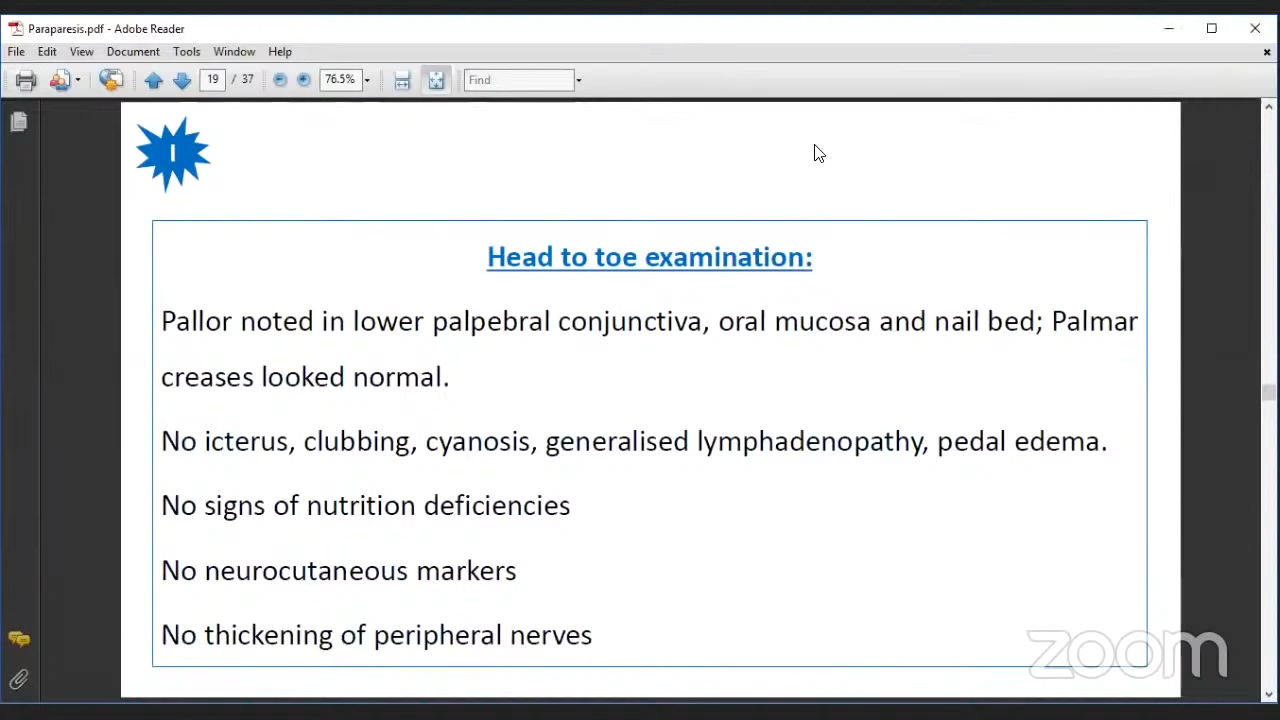 Paraparesis.pdf - Adobe Reader
File Edit View Document Tools Window Help
19 / 37 76.5% Find
I
Head to toe examination:
Pallor noted in lower palpebral conjunctiva, oral mucosa and nail bed; Palmar
creases looked normal.
No icterus, clubbing, cyanosis, generalised lymphadenopathy, pedal edema.
No signs of nutrition deficiencies
No neurocutaneous markers
No thickening of peripheral nerves
zoom